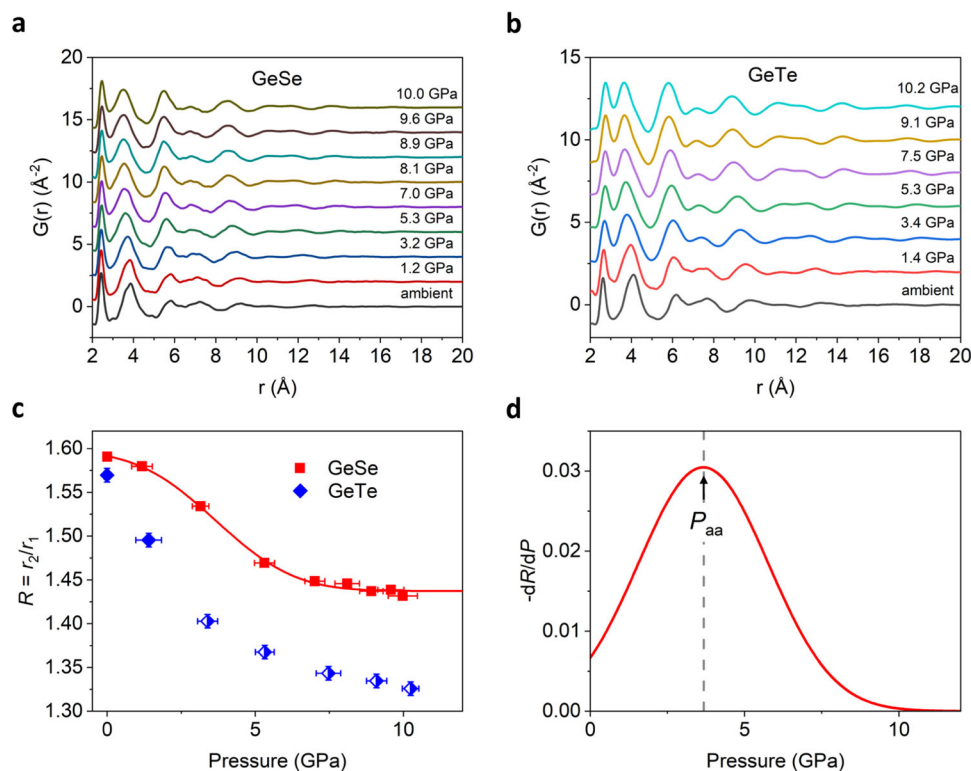 a
GeSe
20
15
10
5
0
G(r) (Å⁻²)
10.0 GPa
9.6 GPa
8.9 GPa
8.1 GPa
7.0 GPa
5.3 GPa
3.2 GPa
1.2 GPa
ambient
2 4 6 8 10 12 14 16 18 20
r (Å)
b
GeTe
15
10
5
0
G(r) (Å⁻²)
10.2 GPa
9.1 GPa
7.5 GPa
5.3 GPa
3.4 GPa
1.4 GPa
ambient
2 4 6 8 10 12 14 16 18 20
r (Å)
c
1.60
1.55
1.50
1.45
1.40
1.35
1.30
R = r₂/r₁
GeSe
GeTe
0 5 10
Pressure (GPa)
d
0.03
0.02
0.01
0.00
-dR/dP
Paa
0 5 10
Pressure (GPa)